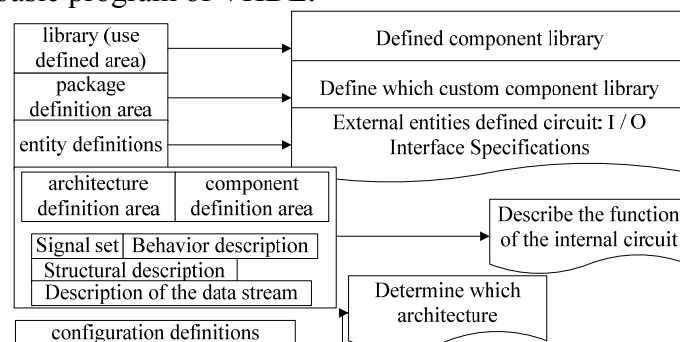 basic program of VHDL.
library (use
defined area)
Defined component library
package
definition area
Define which custom component library
entity definitions
External entities defined circuit: I / O
Interface Specifications
architecture
definition area
component
definition area
Describe the function
of the internal circuit
Signal set
Behavior description
Structural description
Description of the data stream
Determine which
architecture
configuration definitions